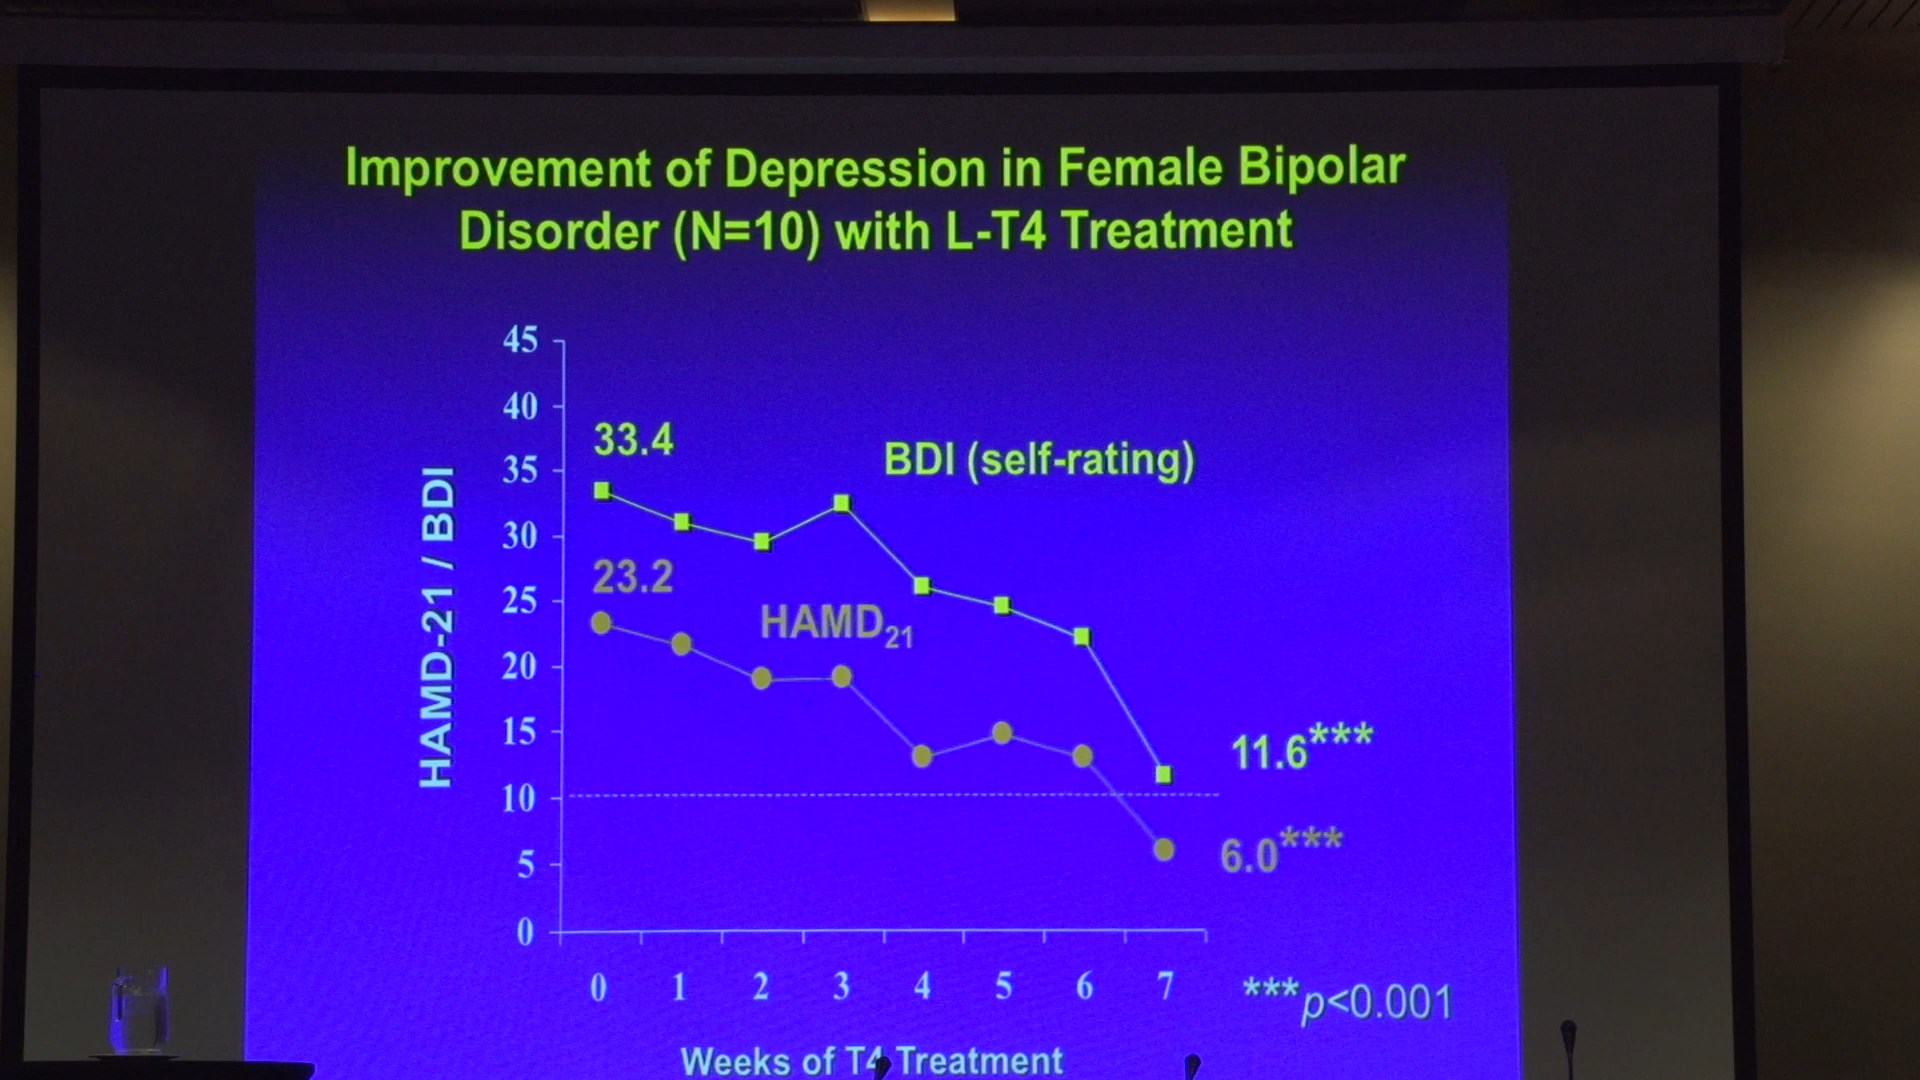 Improvement of Depression in Female Bipolar
Disorder (N=10) with L-T4 Treatment
HAMD-21 / BDI
45
40
35
30
25
20
15
10
5
0
33.4
BDI (self-rating)
23.2
HAMD21
11.6***
6.0***
0 1 2 3 4 5 6 7
***p<0.001
Weeks of T4 Treatment